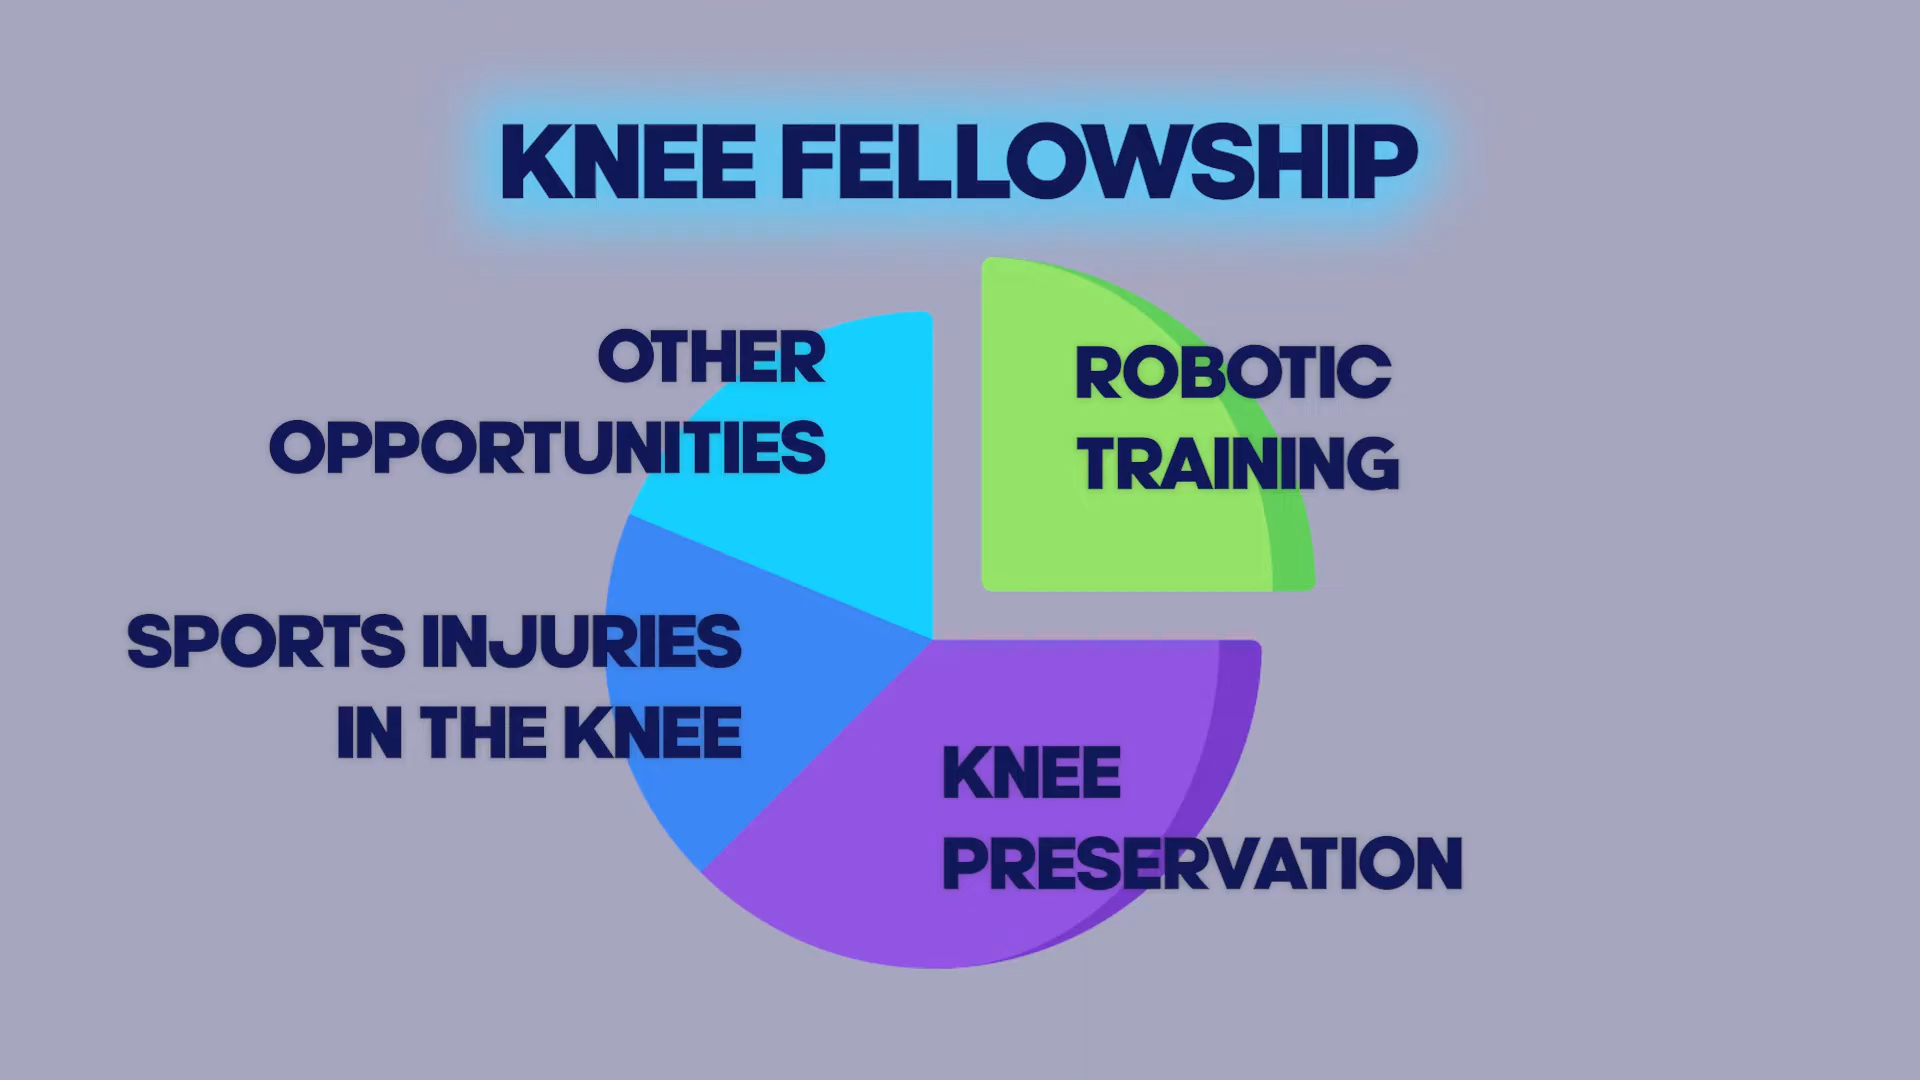 KNEE FELLOWSHIP
OTHER
OPPORTUNITIES
ROBOTIC
TRAINING
SPORTS INJURIES
IN THE KNEE
KNEE
PRESERVATION